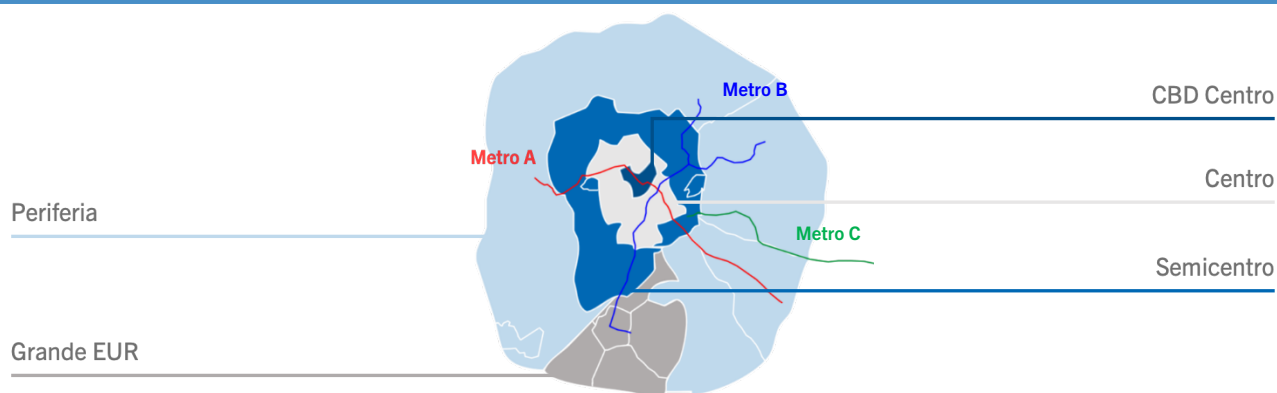 Metro B
CBD Centro
Metro A
Centro
Periferia
Metro C
Semicentro
Grande EUR